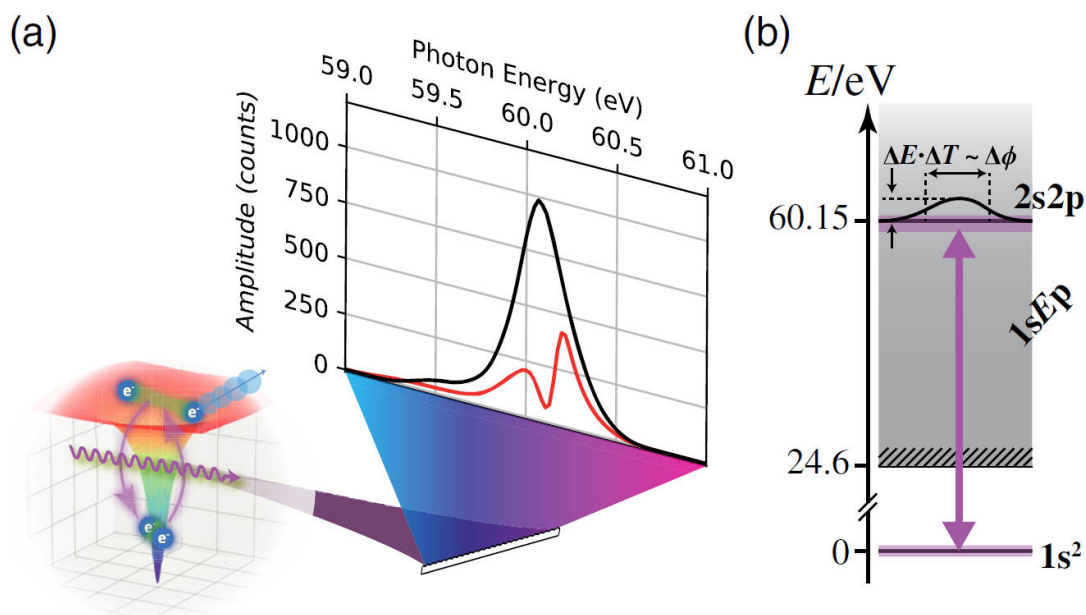 (a)
Photon Energy (eV)
59.0
59.5
60.0
60.5
61.0
Amplitude (counts)
1000
750
500
250
0
e-
e-
e-
e-
(b)
E/eV
ΔE·ΔT ~ Δϕ
2s2p
60.15
1sEp
24.6
0
1s²